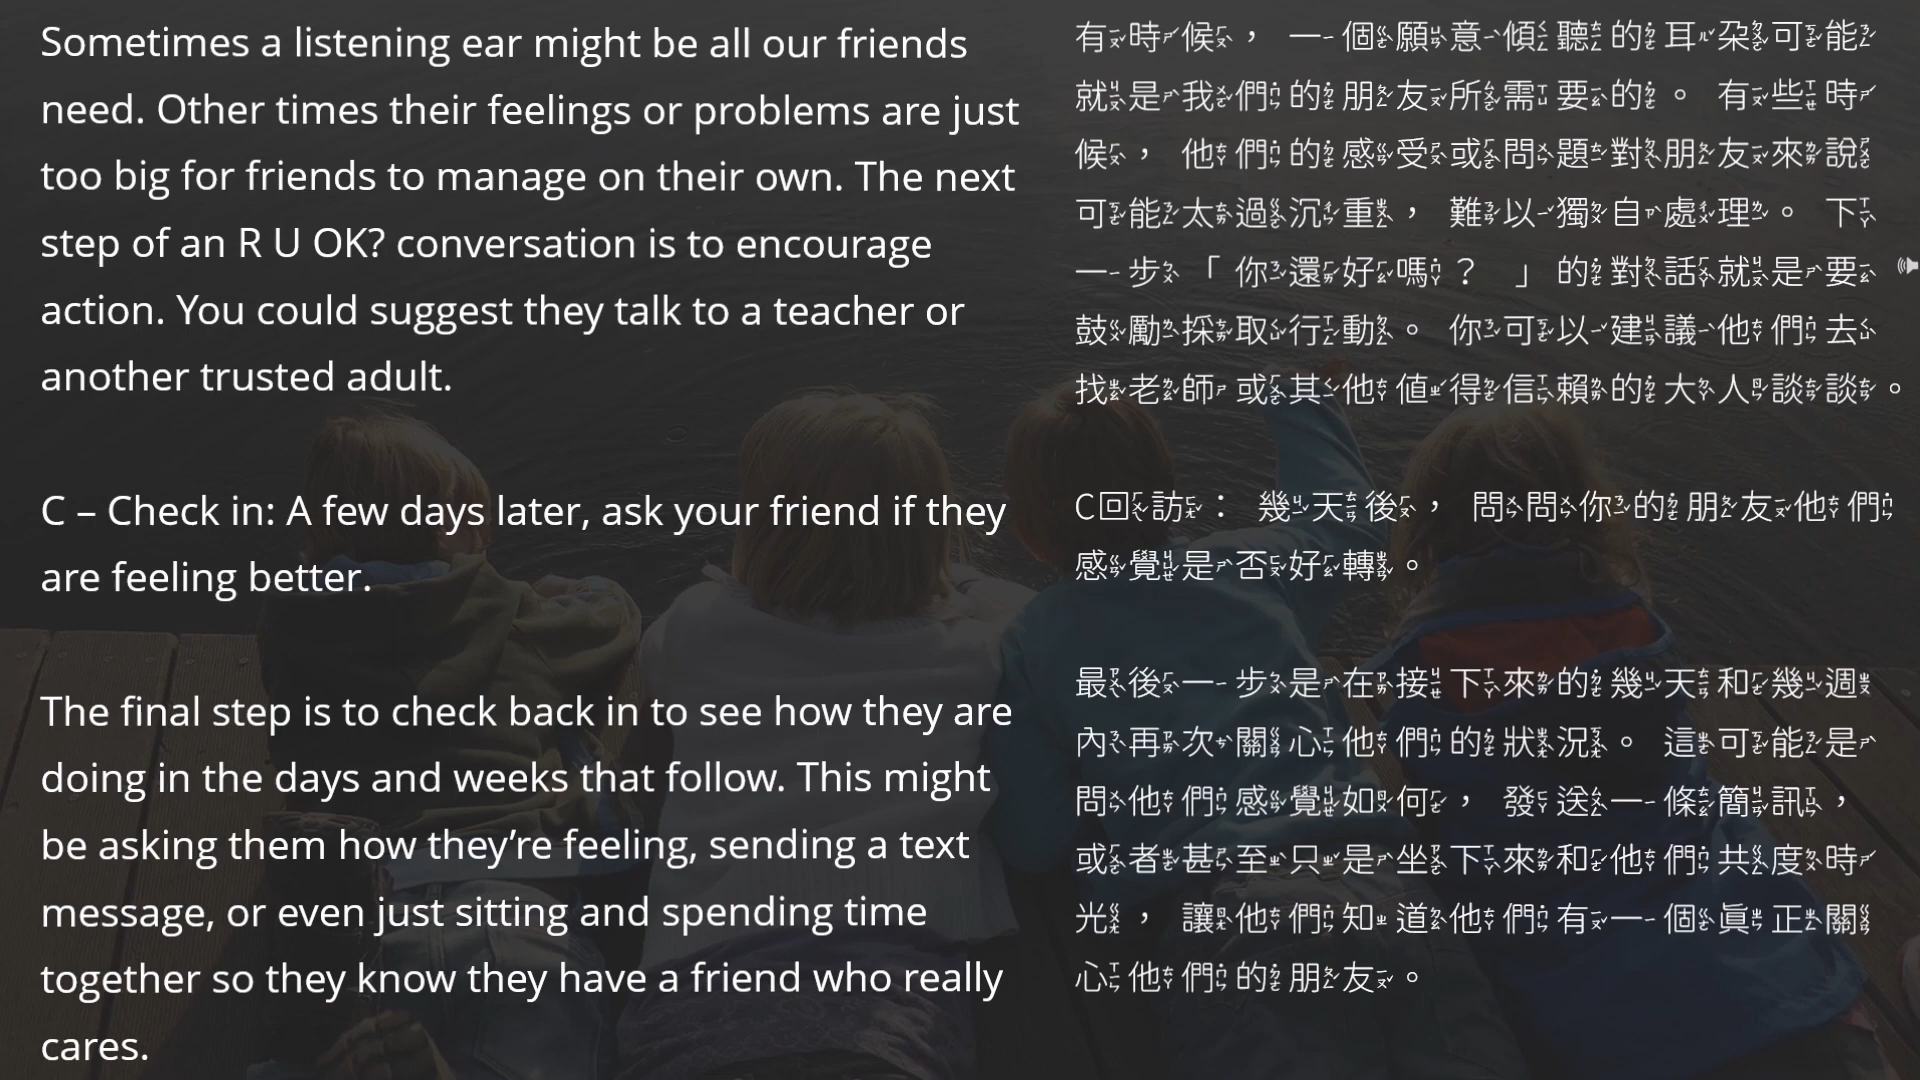 Sometimes a listening ear might be all our friends
need. Other times their feelings or problems are just
too big for friends to manage on their own. The next
step of an R U OK? conversation is to encourage
action. You could suggest they talk to a teacher or
another trusted adult.
C – Check in: A few days later, ask your friend if they
are feeling better.
The final step is to check back in to see how they are
doing in the days and weeks that follow. This might
be asking them how they’re feeling, sending a text
message, or even just sitting and spending time
together so they know they have a friend who really
cares.
有時候，一個願意傾聽的耳朵可能
就是我們的朋友所需要的。有些時
候，他們的感受或問題對朋友來說
可能太過沉重，難以獨自處理。下
一步「你還好嗎？」的對話就是要
鼓勵採取行動。你可以建議他們去
找老師或其他値得信賴的大人談談。
C回訪：幾天後，問問你的朋友他們
感覺是否好轉。
最後一步是在接下來的幾天和幾週
內再次關心他們的狀況。這可能是
問他們感覺如何，發送一條簡訊，
或者甚至只是坐下來和他們共度時
光，讓他們知道他們有一個眞正關
心他們的朋友。